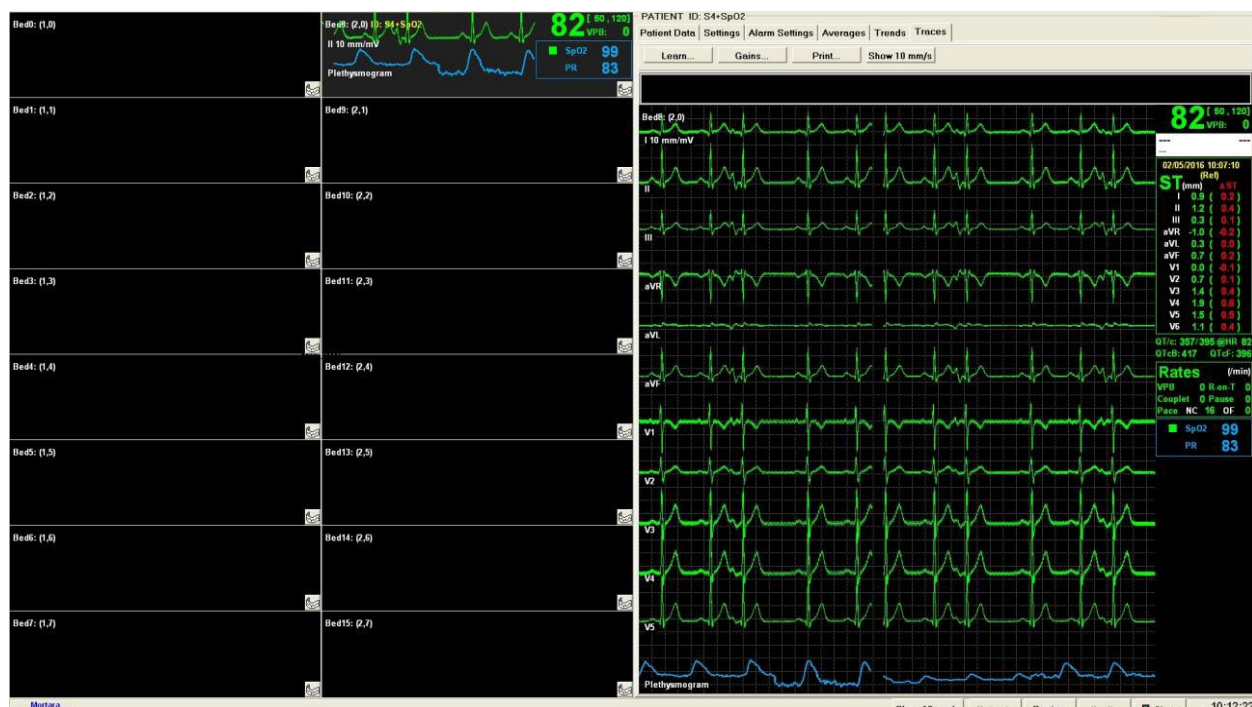 Bed0: (1,0)
Bed8: (2,0) ID: S4+SpO2
II 10 mm/mV
Plethysmogram
82 [ 50 , 120]
VPB: 0
SpO2 99
PR 83
Bed1: (1,1)
Bed9: (2,1)
Bed2: (1,2)
Bed10: (2,2)
Bed3: (1,3)
Bed11: (2,3)
Bed4: (1,4)
Bed12: (2,4)
Bed5: (1,5)
Bed13: (2,5)
Bed6: (1,6)
Bed14: (2,6)
Bed7: (1,7)
Bed15: (2,7)
Mortara
PATIENT ID: S4+SpO2
Patient Data Settings Alarm Settings Averages Trends Traces
Learn... Gains... Print... Show 10 mm/s
Bed8: (2,0)
I 10 mm/mV
II
III
aVR
aVL
aVF
V1
V2
V3
V4
V5
Plethysmogram
82 [ 50 , 120]
VPB: 0
--- ---
02/05/2016 10:07:10
(Ref)
ST (mm) ΔST
I 0.9 ( 0.2 )
II 1.2 ( 0.4 )
III 0.3 ( 0.1 )
aVR -1.0 ( -0.2 )
aVL 0.3 ( 0.0 )
aVF 0.7 ( 0.2 )
V1 0.0 ( -0.1 )
V2 0.7 ( 0.1 )
V3 1.4 ( 0.4 )
V4 1.9 ( 0.6 )
V5 1.5 ( 0.5 )
V6 1.1 ( 0.4 )
QT/c: 357/395 @HR 82
QTcB: 417 QTcF: 396
Rates (/min)
VPB 0 R-on-T 0
Couplet 0 Pause 0
Pace NC 16 OF 0
SpO2 99
PR 83
10:12:22